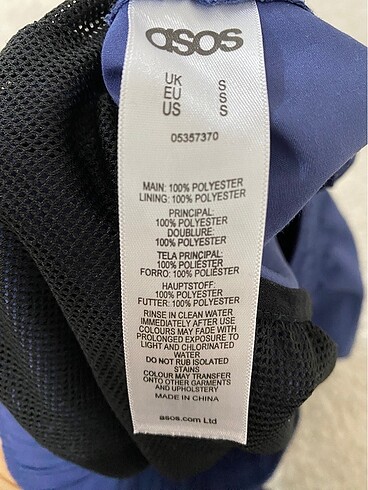 asos
UK S
EU S
US S
05357370
MAIN: 100% POLYESTER
LINING: 100% POLYESTER
PRINCIPAL:
100% POLYESTER
DOUBLURE:
100% POLYESTER
TELA PRINCIPAL:
100% POLIÉSTER
FORRO: 100% POLIÉSTER
HAUPTSTOFF:
100% POLYESTER
FUTTER: 100% POLYESTER
RINSE IN CLEAN WATER
IMMEDIATELY AFTER USE
COLOURS MAY FADE WITH
PROLONGED EXPOSURE TO
LIGHT AND CHLORINATED
WATER
DO NOT RUB ISOLATED
STAINS
COLOUR MAY TRANSFER
ONTO OTHER GARMENTS
AND UPHOLSTERY
MADE IN CHINA
asos.com Ltd